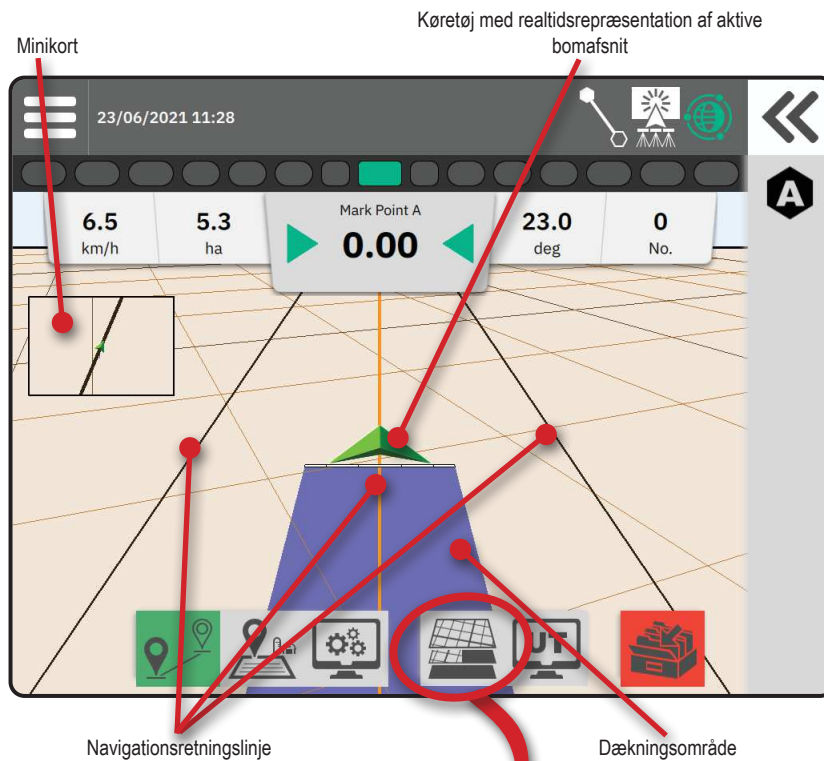 Køretøj med realtidsrepræsentation af aktive
bomafsnit
Minikort
23/06/2021 11:28
A
Mark Point A
6.5
5.3
0.00
23.0
0
km/h
ha
deg
No.
UT
Navigationsretningslinje
Dækningsområde